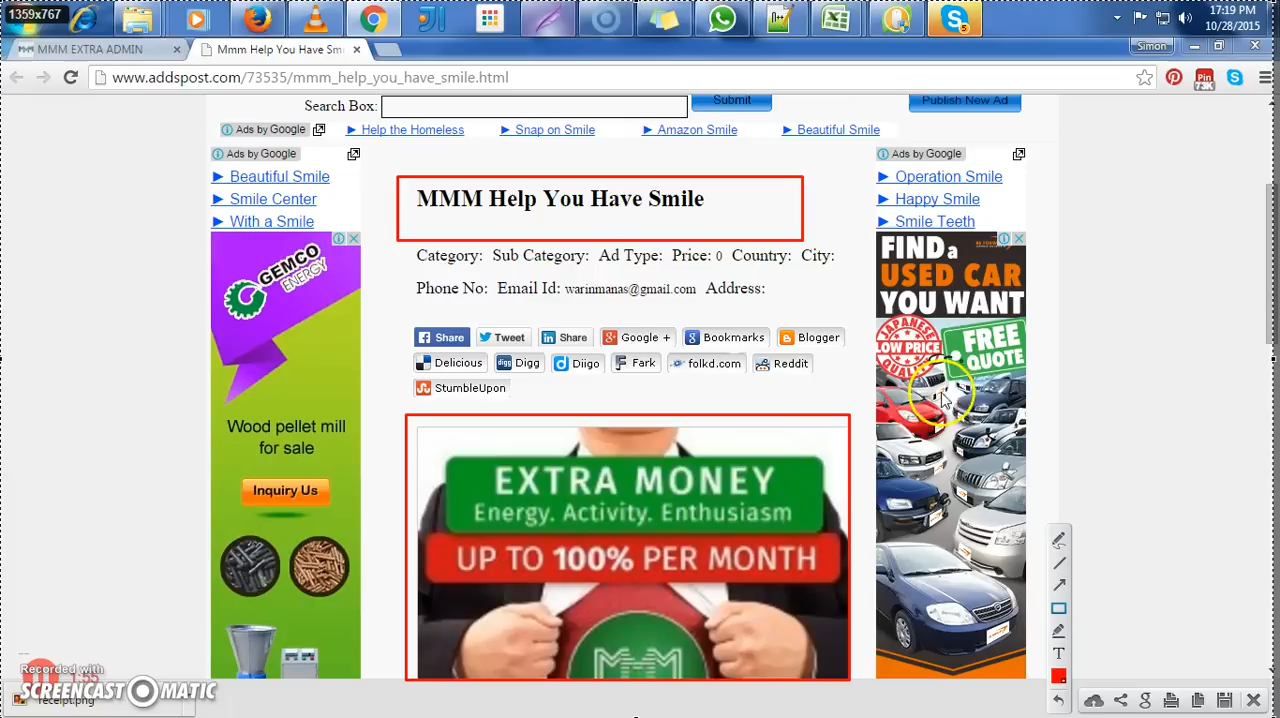 1359x767
17:19 PM
10/28/2015
MMM EXTRA ADMIN
Mmm Help You Have Sm
Simon
www.addspost.com/73535/mmm_help_you_have_smile.html
Pin
73K
Search Box:
Submit
Publish New Ad
Ads by Google
► Help the Homeless
► Snap on Smile
► Amazon Smile
► Beautiful Smile
Ads by Google
► Beautiful Smile
► Smile Center
► With a Smile
GEMCO
ENERGY
Wood pellet mill
for sale
Inquiry Us
MMM Help You Have Smile
Category: Sub Category: Ad Type: Price: 0 Country: City:
Phone No: Email Id: warinmanas@gmail.com Address:
Share
Tweet
Share
Google +
Bookmarks
Blogger
Delicious
Digg
Diigo
Fark
folkd.com
Reddit
StumbleUpon
EXTRA MONEY
Energy. Activity. Enthusiasm
UP TO 100% PER MONTH
Ads by Google
► Operation Smile
► Happy Smile
► Smile Teeth
FIND a
USED CAR
YOU WANT
JAPANESE
LOW PRICE
QUALITY
FREE
QUOTE
T
Recorded with
SCREENCAST MATIC
receipt.png